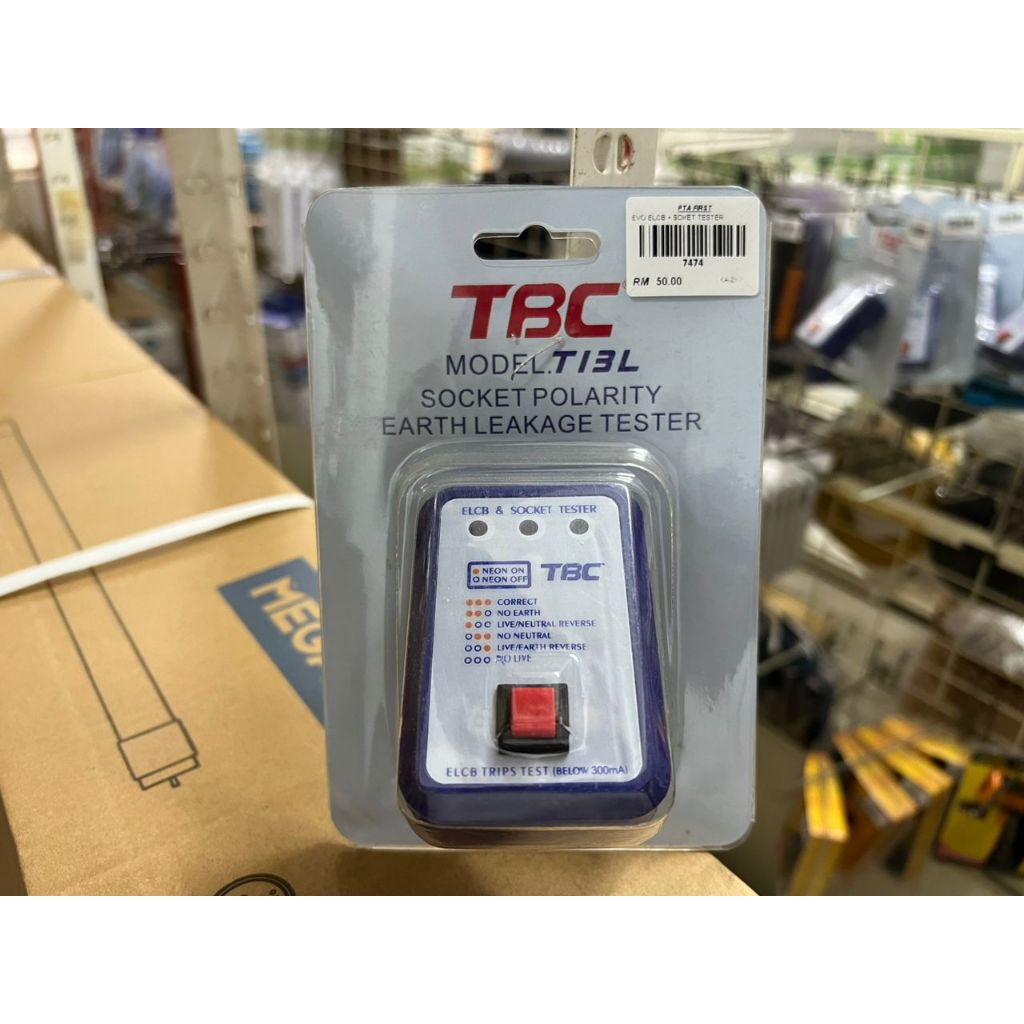 PTA FIRST
EVO ELCB + SOKET TESTER
7474
RM 50.00
TBC
MODEL.T13L
SOCKET POLARITY
EARTH LEAKAGE TESTER
ELCB & SOCKET TESTER
NEON ON
NEON OFF
TBC
CORRECT
NO EARTH
LIVE/NEUTRAL REVERSE
NO NEUTRAL
LIVE/EARTH REVERSE
NO LIVE
ELCB TRIPS TEST (BELOW 300mA)
TBC